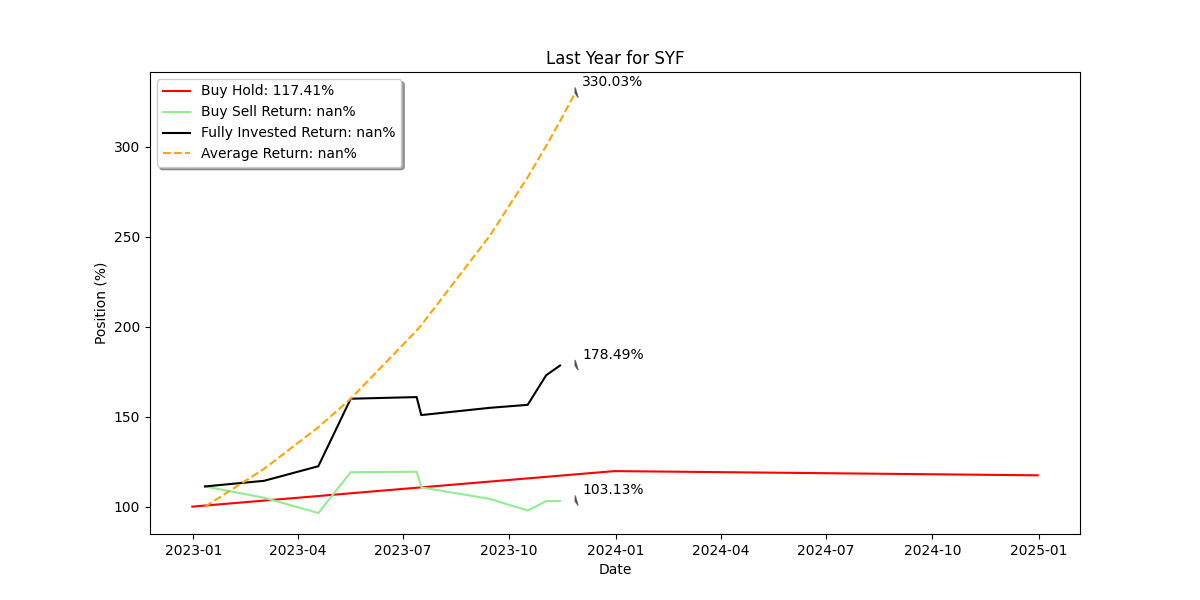 Last Year for SYF
Buy Hold: 117.41%
Buy Sell Return: nan%
Fully Invested Return: nan%
Average Return: nan%
330.03%
178.49%
103.13%
Position (%)
300
250
200
150
100
2023-01
2023-04
2023-07
2023-10
2024-01
2024-04
2024-07
2024-10
2025-01
Date